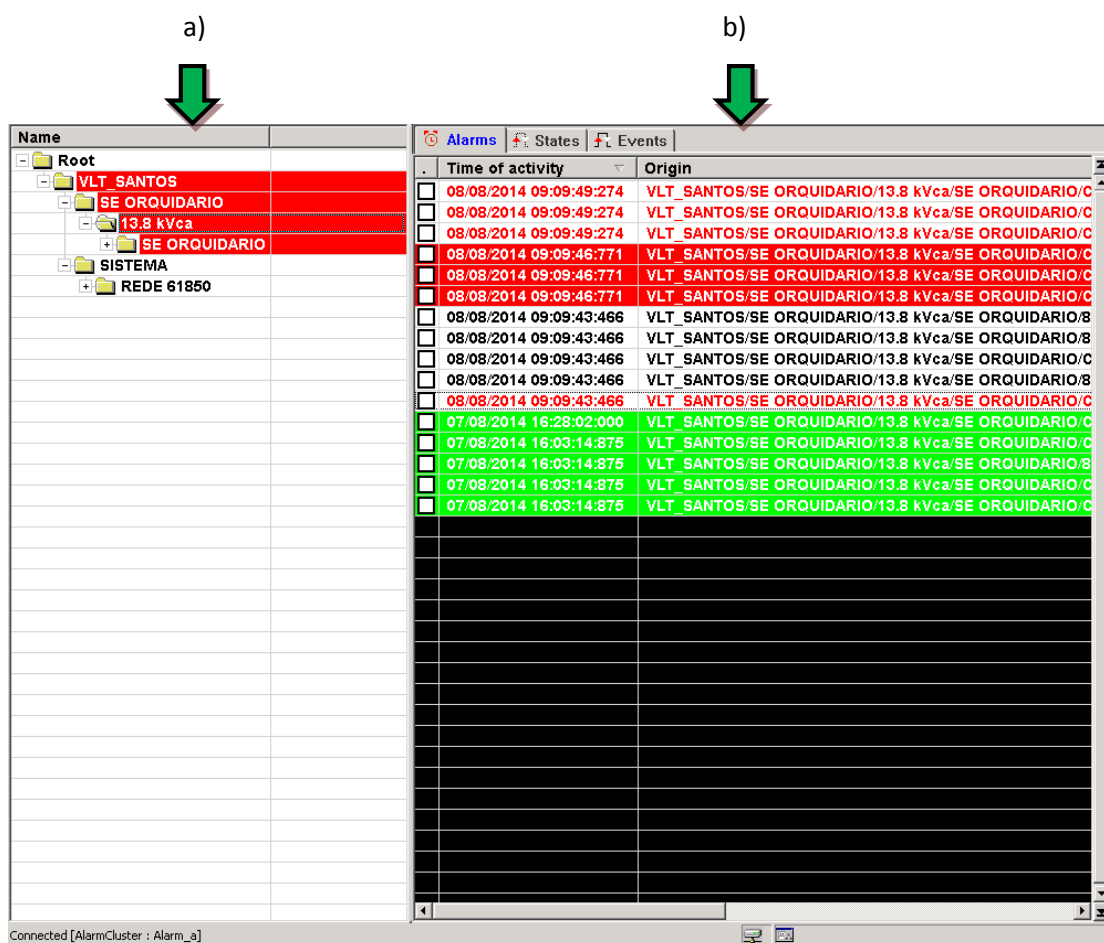 a)
b)
Name
Root
VLT_SANTOS
SE ORQUIDARIO
13.8 kVca
SE ORQUIDARIO
SISTEMA
REDE 61850
Alarms States Events
. Time of activity Origin
08/08/2014 09:09:49:274 VLT_SANTOS/SE ORQUIDARIO/13.8 kVca/SE ORQUIDARIO/C
08/08/2014 09:09:49:274 VLT_SANTOS/SE ORQUIDARIO/13.8 kVca/SE ORQUIDARIO/C
08/08/2014 09:09:49:274 VLT_SANTOS/SE ORQUIDARIO/13.8 kVca/SE ORQUIDARIO/C
08/08/2014 09:09:46:771 VLT_SANTOS/SE ORQUIDARIO/13.8 kVca/SE ORQUIDARIO/C
08/08/2014 09:09:46:771 VLT_SANTOS/SE ORQUIDARIO/13.8 kVca/SE ORQUIDARIO/C
08/08/2014 09:09:46:771 VLT_SANTOS/SE ORQUIDARIO/13.8 kVca/SE ORQUIDARIO/C
08/08/2014 09:09:43:466 VLT_SANTOS/SE ORQUIDARIO/13.8 kVca/SE ORQUIDARIO/8
08/08/2014 09:09:43:466 VLT_SANTOS/SE ORQUIDARIO/13.8 kVca/SE ORQUIDARIO/8
08/08/2014 09:09:43:466 VLT_SANTOS/SE ORQUIDARIO/13.8 kVca/SE ORQUIDARIO/C
08/08/2014 09:09:43:466 VLT_SANTOS/SE ORQUIDARIO/13.8 kVca/SE ORQUIDARIO/8
08/08/2014 09:09:43:466 VLT_SANTOS/SE ORQUIDARIO/13.8 kVca/SE ORQUIDARIO/C
07/08/2014 16:28:02:000 VLT_SANTOS/SE ORQUIDARIO/13.8 kVca/SE ORQUIDARIO/C
07/08/2014 16:03:14:875 VLT_SANTOS/SE ORQUIDARIO/13.8 kVca/SE ORQUIDARIO/C
07/08/2014 16:03:14:875 VLT_SANTOS/SE ORQUIDARIO/13.8 kVca/SE ORQUIDARIO/8
07/08/2014 16:03:14:875 VLT_SANTOS/SE ORQUIDARIO/13.8 kVca/SE ORQUIDARIO/C
07/08/2014 16:03:14:875 VLT_SANTOS/SE ORQUIDARIO/13.8 kVca/SE ORQUIDARIO/C
Connected [AlarmCluster : Alarm_a]